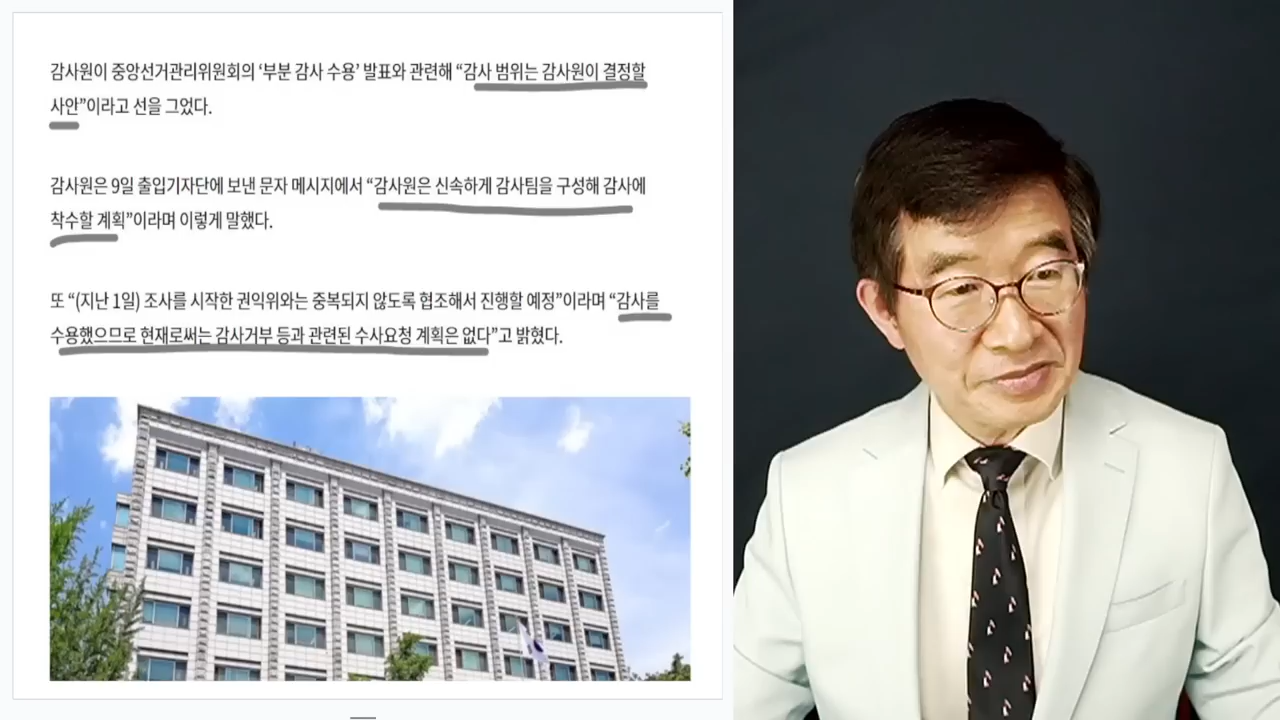 감사원이 중앙선거관리위원회의 ‘부분 감사 수용’ 발표와 관련해 “감사 범위는 감사원이 결정할
사안”이라고 선을 그었다.
감사원은 9일 출입기자단에 보낸 문자 메시지에서 “감사원은 신속하게 감사팀을 구성해 감사에
착수할 계획”이라며 이렇게 말했다.
또 “(지난 1일) 조사를 시작한 권익위와는 중복되지 않도록 협조해서 진행할 예정”이라며 “감사를
수용했으므로 현재로써는 감사거부 등과 관련된 수사요청 계획은 없다”고 밝혔다.